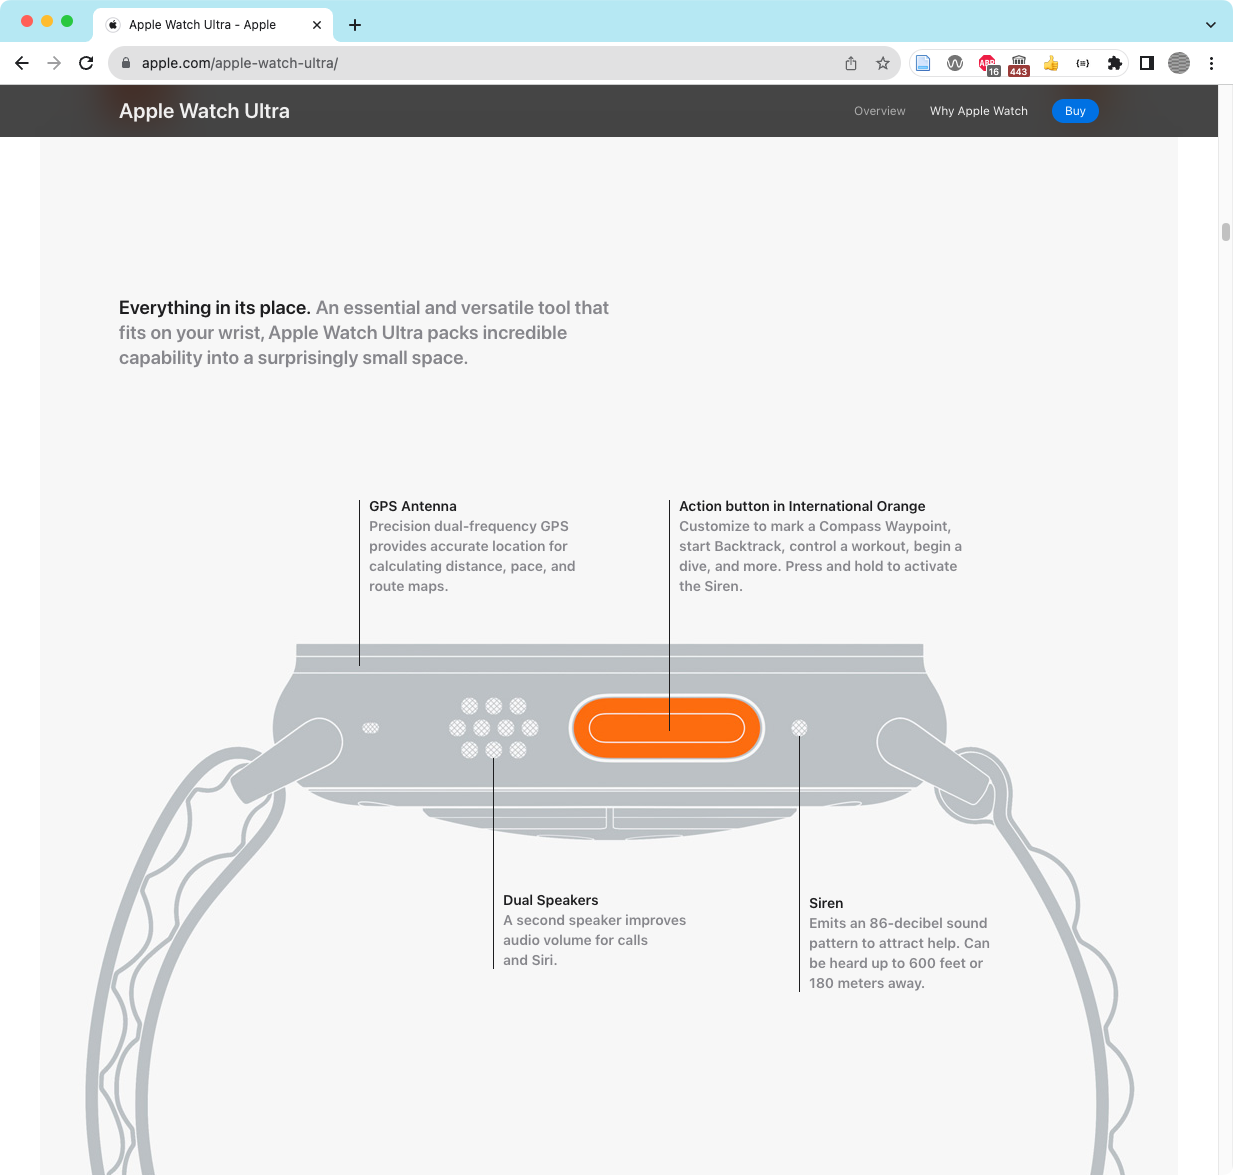 Apple Watch Ultra - Apple
apple.com/apple-watch-ultra/
ABP
16
443
Apple Watch Ultra
Overview
Why Apple Watch
Buy
Everything in its place. An essential and versatile tool that
fits on your wrist, Apple Watch Ultra packs incredible
capability into a surprisingly small space.
GPS Antenna
Precision dual-frequency GPS
provides accurate location for
calculating distance, pace, and
route maps.
Action button in International Orange
Customize to mark a Compass Waypoint,
start Backtrack, control a workout, begin a
dive, and more. Press and hold to activate
the Siren.
Dual Speakers
A second speaker improves
audio volume for calls
and Siri.
Siren
Emits an 86-decibel sound
pattern to attract help. Can
be heard up to 600 feet or
180 meters away.